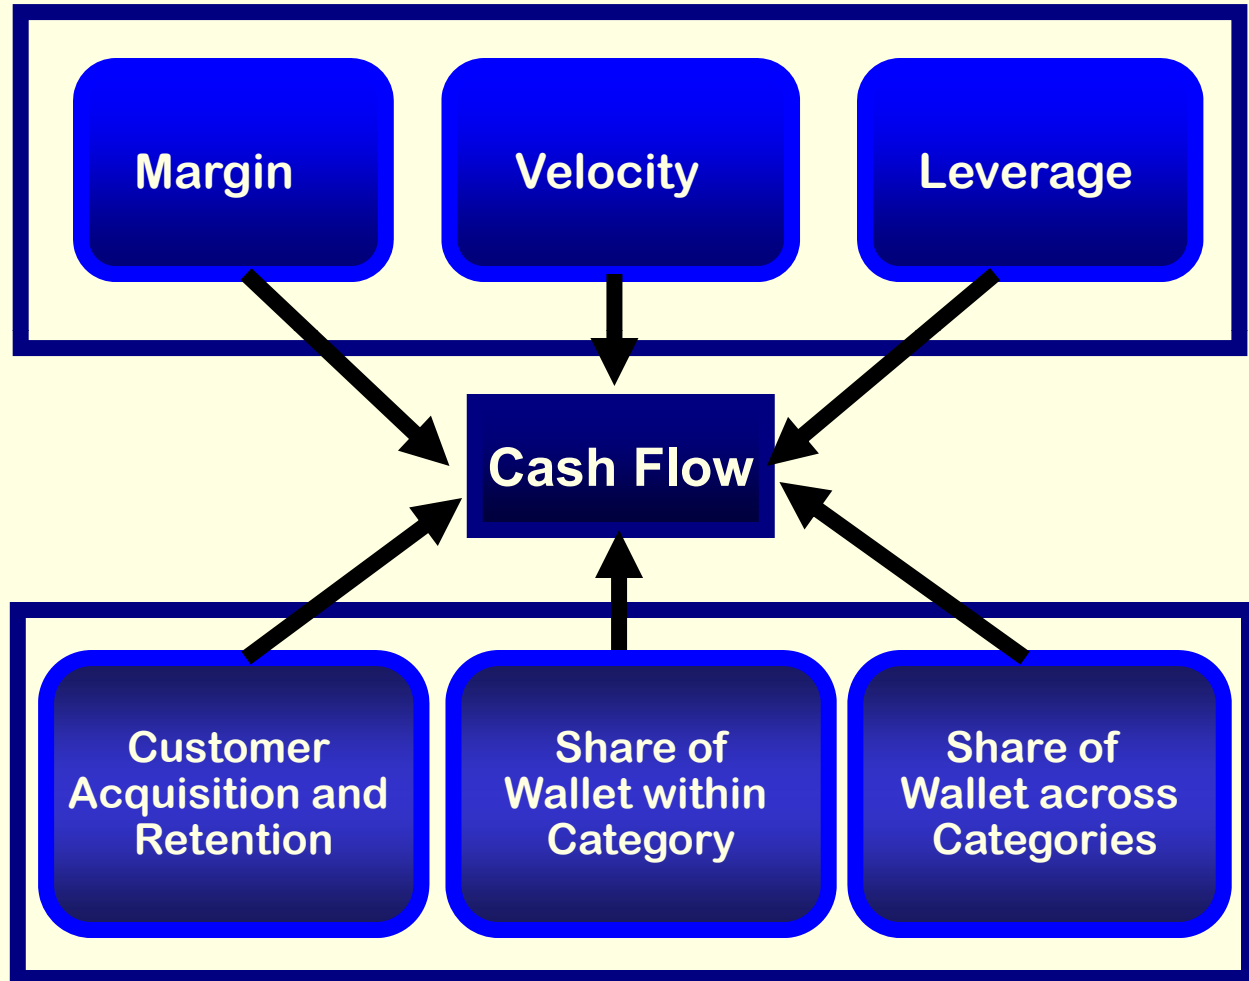 Margin
Velocity
Leverage
Cash Flow
Customer
Acquisition and
Retention
Share of
Wallet within
Category
Share of
Wallet across
Categories